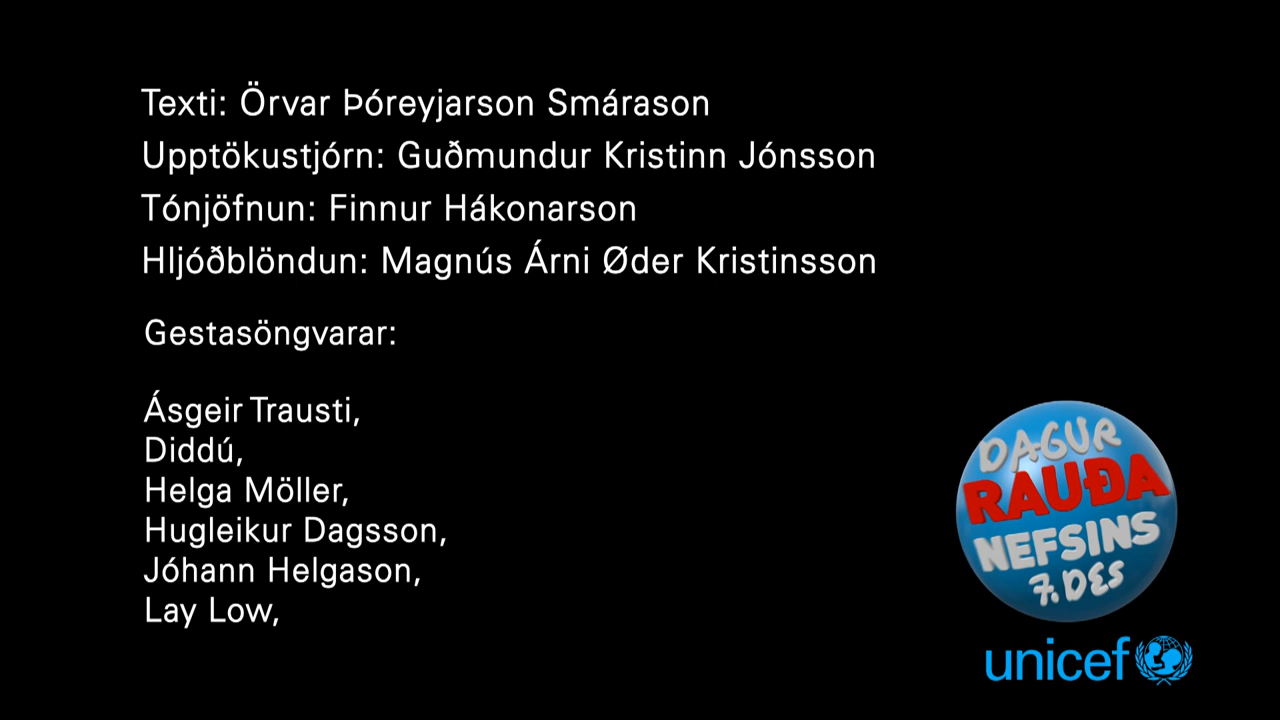 Texti: Örvar Þóreyjarson Smárason
Upptökustjórn: Guðmundur Kristinn Jónsson
Tónjöfnun: Finnur Hákonarson
Hljóðblöndun: Magnús Árni Øder Kristinsson
Gestasöngvarar:
Ásgeir Trausti,
Diddú,
Helga Möller,
Hugleikur Dagsson,
Jóhann Helgason,
Lay Low,
DAGUR
RAUÐA
NEFSINS
7. DES
unicef